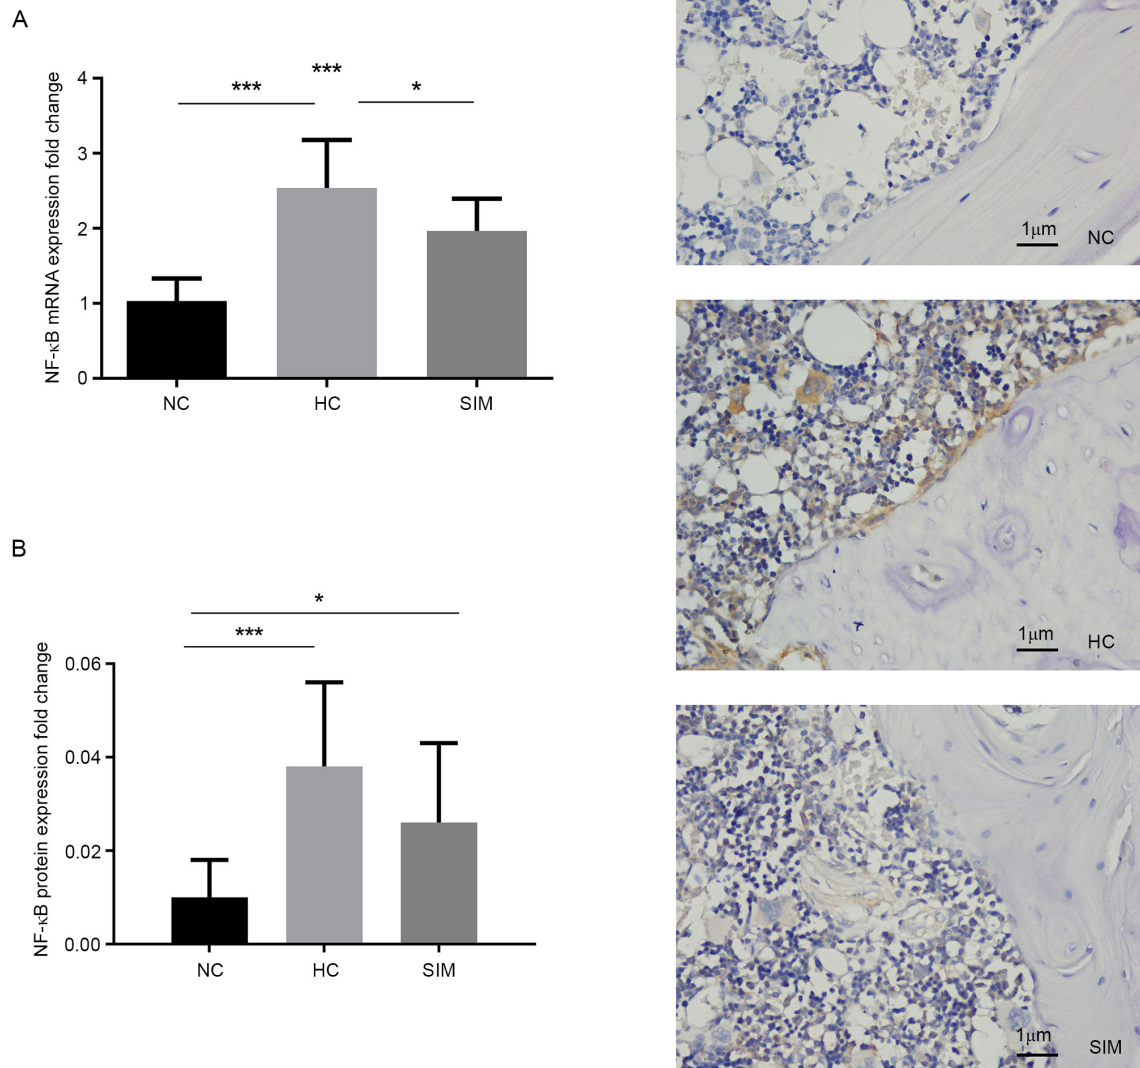 A
NF-κB mRNA expression fold change
4
3
2
1
0
***
***
*
NC
HC
SIM
B
NF-κB protein expression fold change
0.06
0.04
0.02
0.00
*
***
NC
HC
SIM
1μm
NC
1μm
HC
1μm
SIM